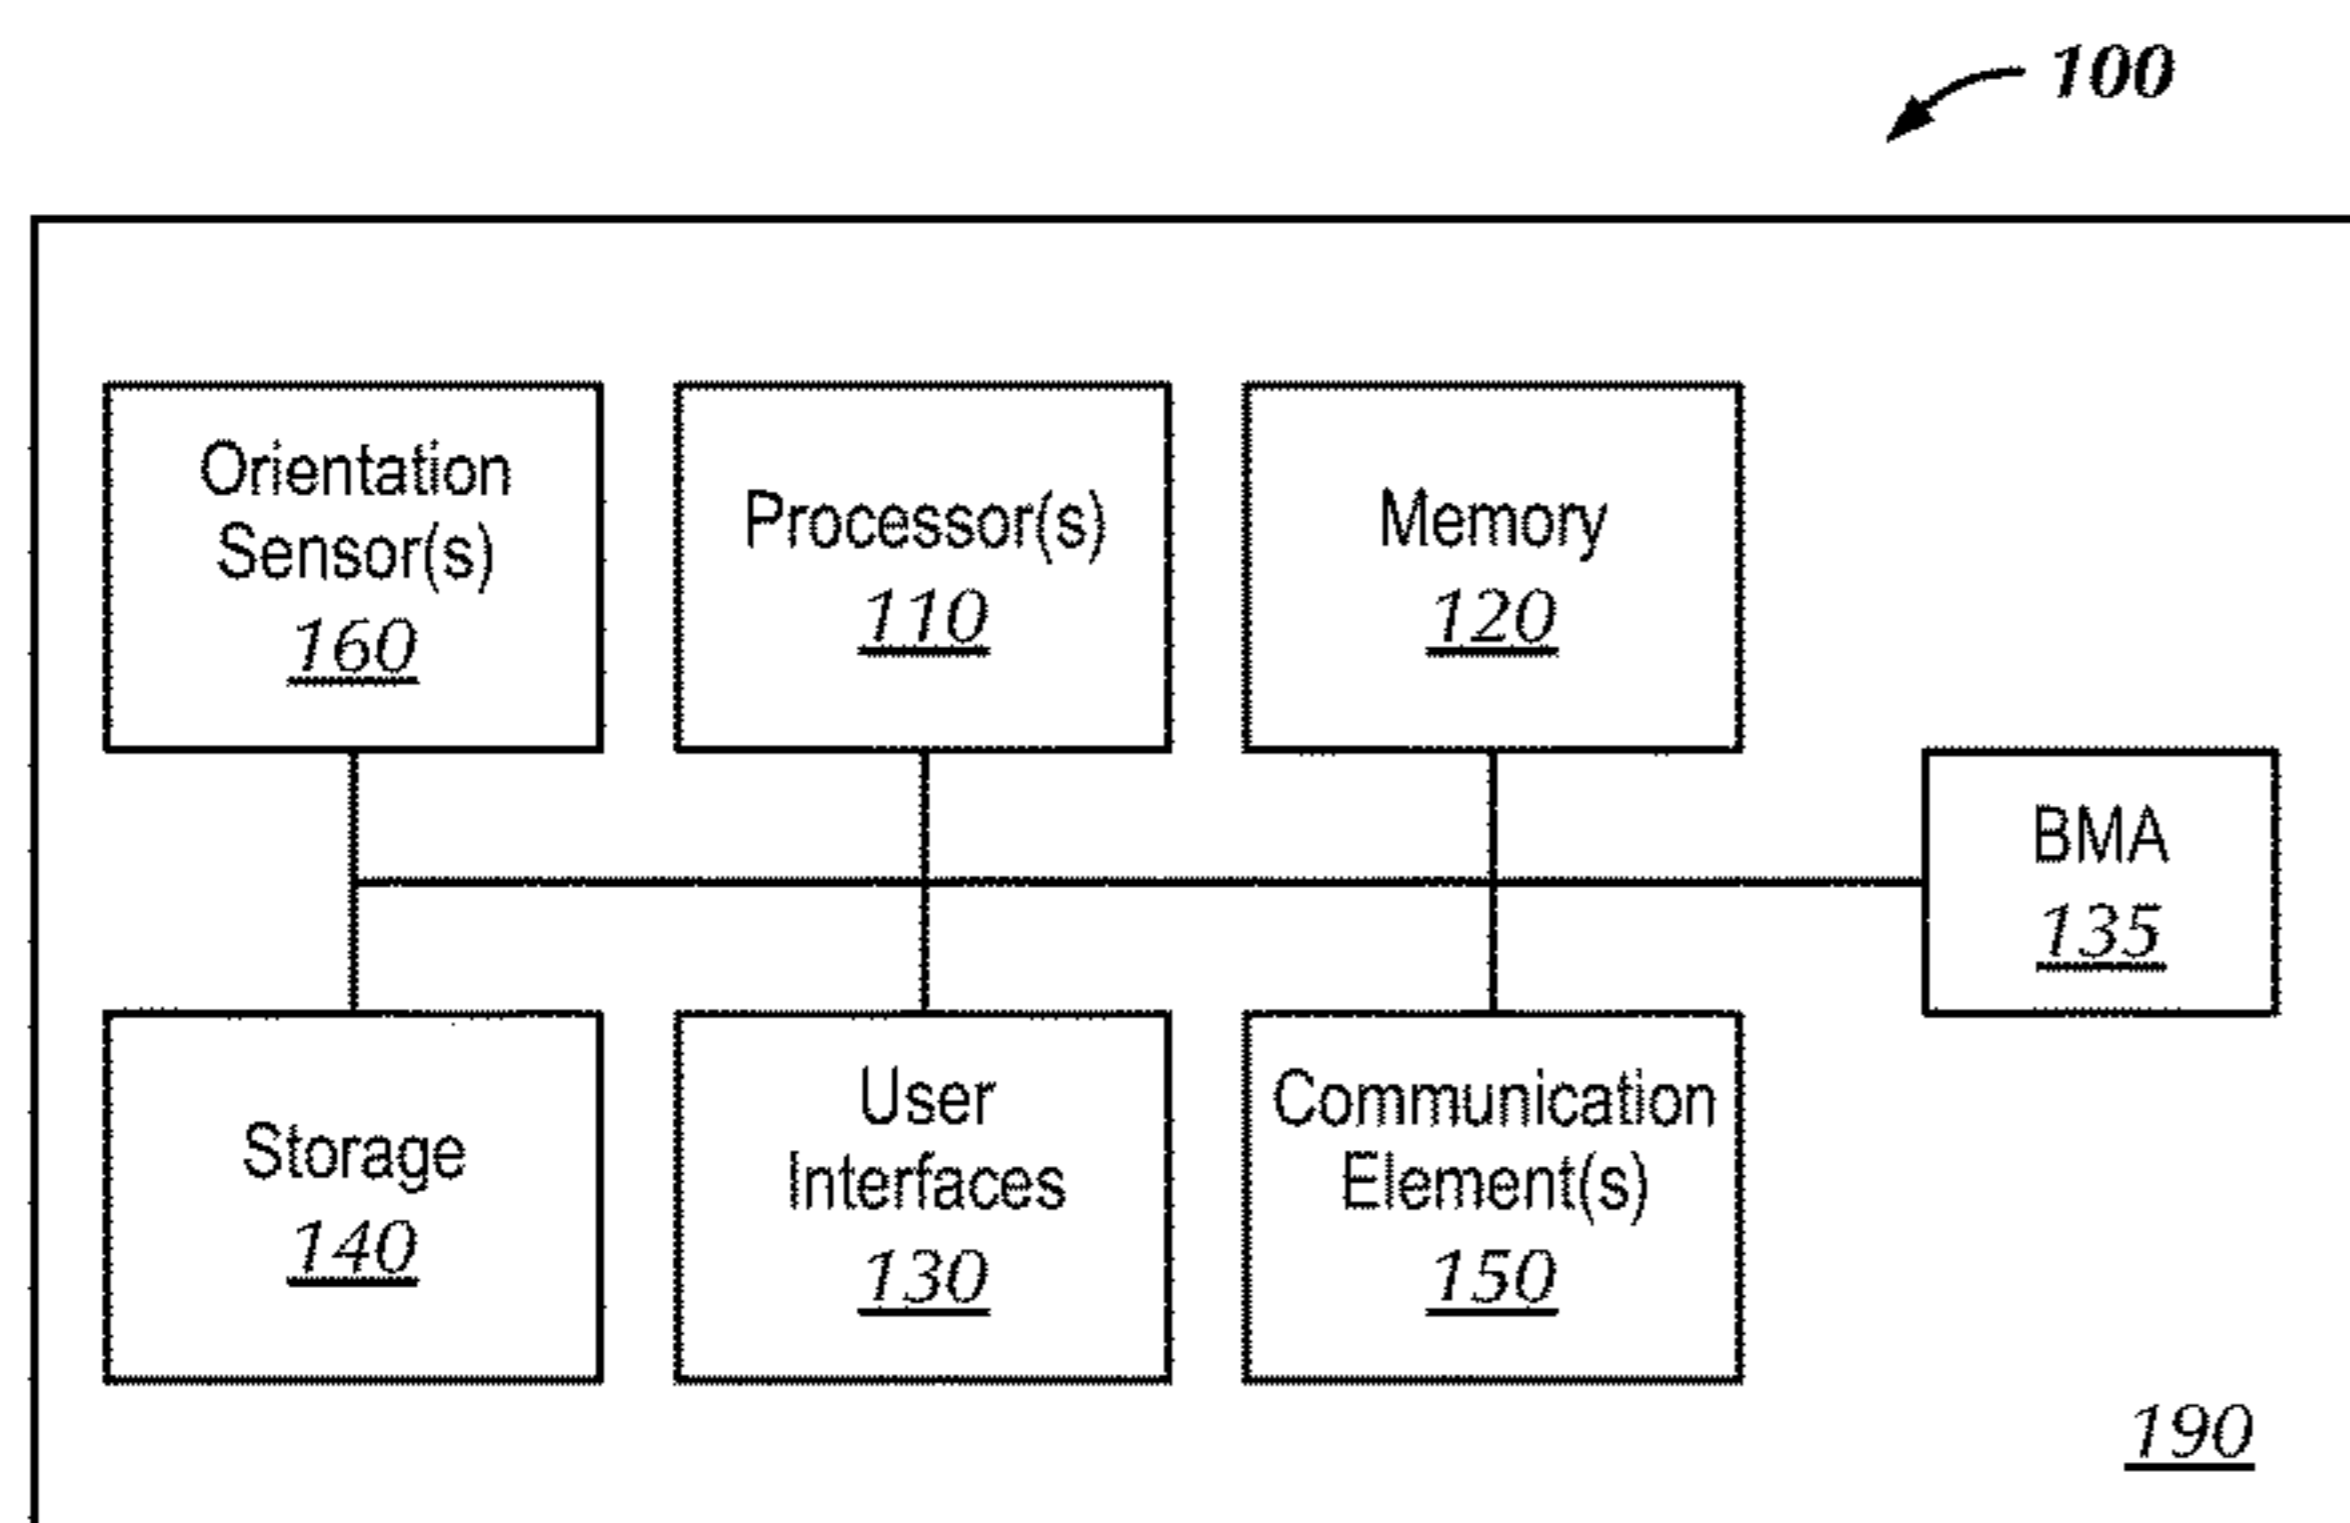 100
Orientation
Sensor(s)
160
Processor(s)
110
Memory
120
BMA
135
Storage
140
User
Interfaces
130
Communication
Element(s)
150
190